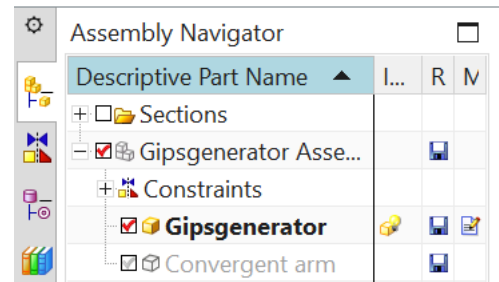 Assembly Navigator
Descriptive Part Name I... R M
Sections
Gipsgenerator Asse...
Constraints
Gipsgenerator
Convergent arm